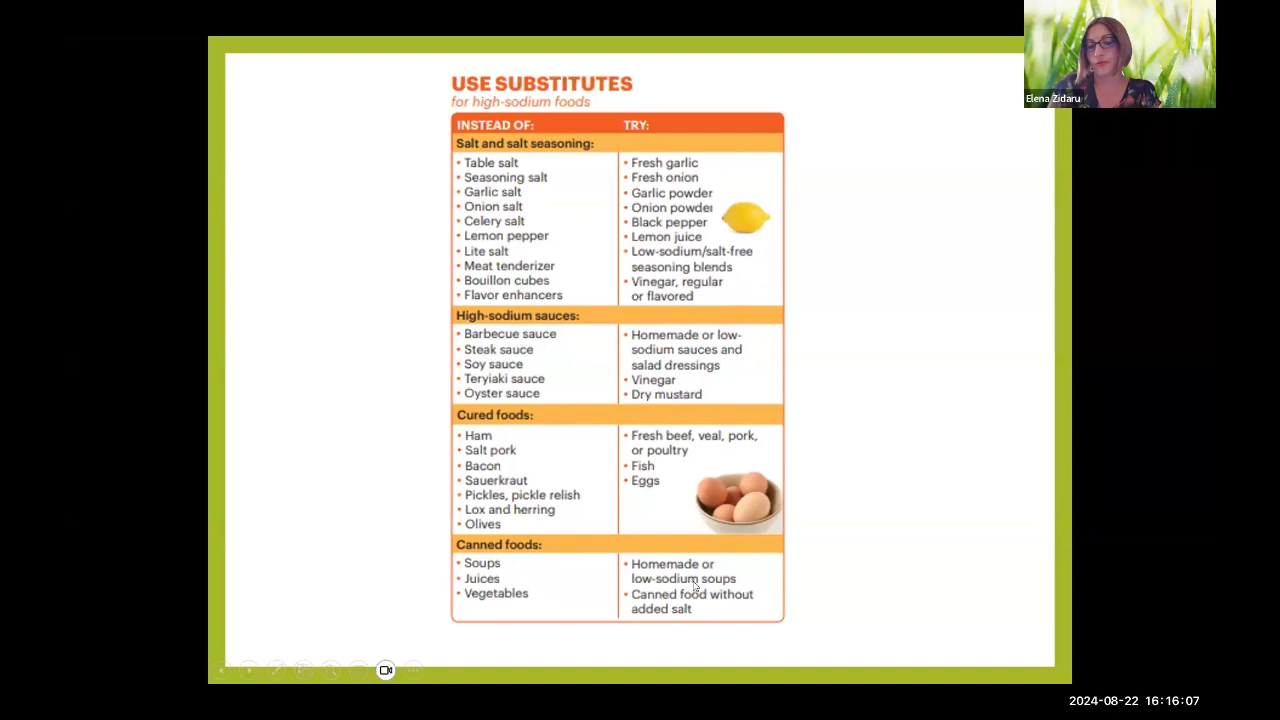 Elena Zidaru
USE SUBSTITUTES
for high-sodium foods
INSTEAD OF:
TRY:
Salt and salt seasoning:
• Table salt
• Seasoning salt
• Garlic salt
• Onion salt
• Celery salt
• Lemon pepper
• Lite salt
• Meat tenderizer
• Bouillon cubes
• Flavor enhancers
• Fresh garlic
• Fresh onion
• Garlic powder
• Onion powder
• Black pepper
• Lemon juice
• Low-sodium/salt-free
seasoning blends
• Vinegar, regular
or flavored
High-sodium sauces:
• Barbecue sauce
• Steak sauce
• Soy sauce
• Teryiaki sauce
• Oyster sauce
• Homemade or low-
sodium sauces and
salad dressings
• Vinegar
• Dry mustard
Cured foods:
• Ham
• Salt pork
• Bacon
• Sauerkraut
• Pickles, pickle relish
• Lox and herring
• Olives
• Fresh beef, veal, pork,
or poultry
• Fish
• Eggs
Canned foods:
• Soups
• Juices
• Vegetables
• Homemade or
low-sodium soups
• Canned food without
added salt
2024-08-22 16:16:07